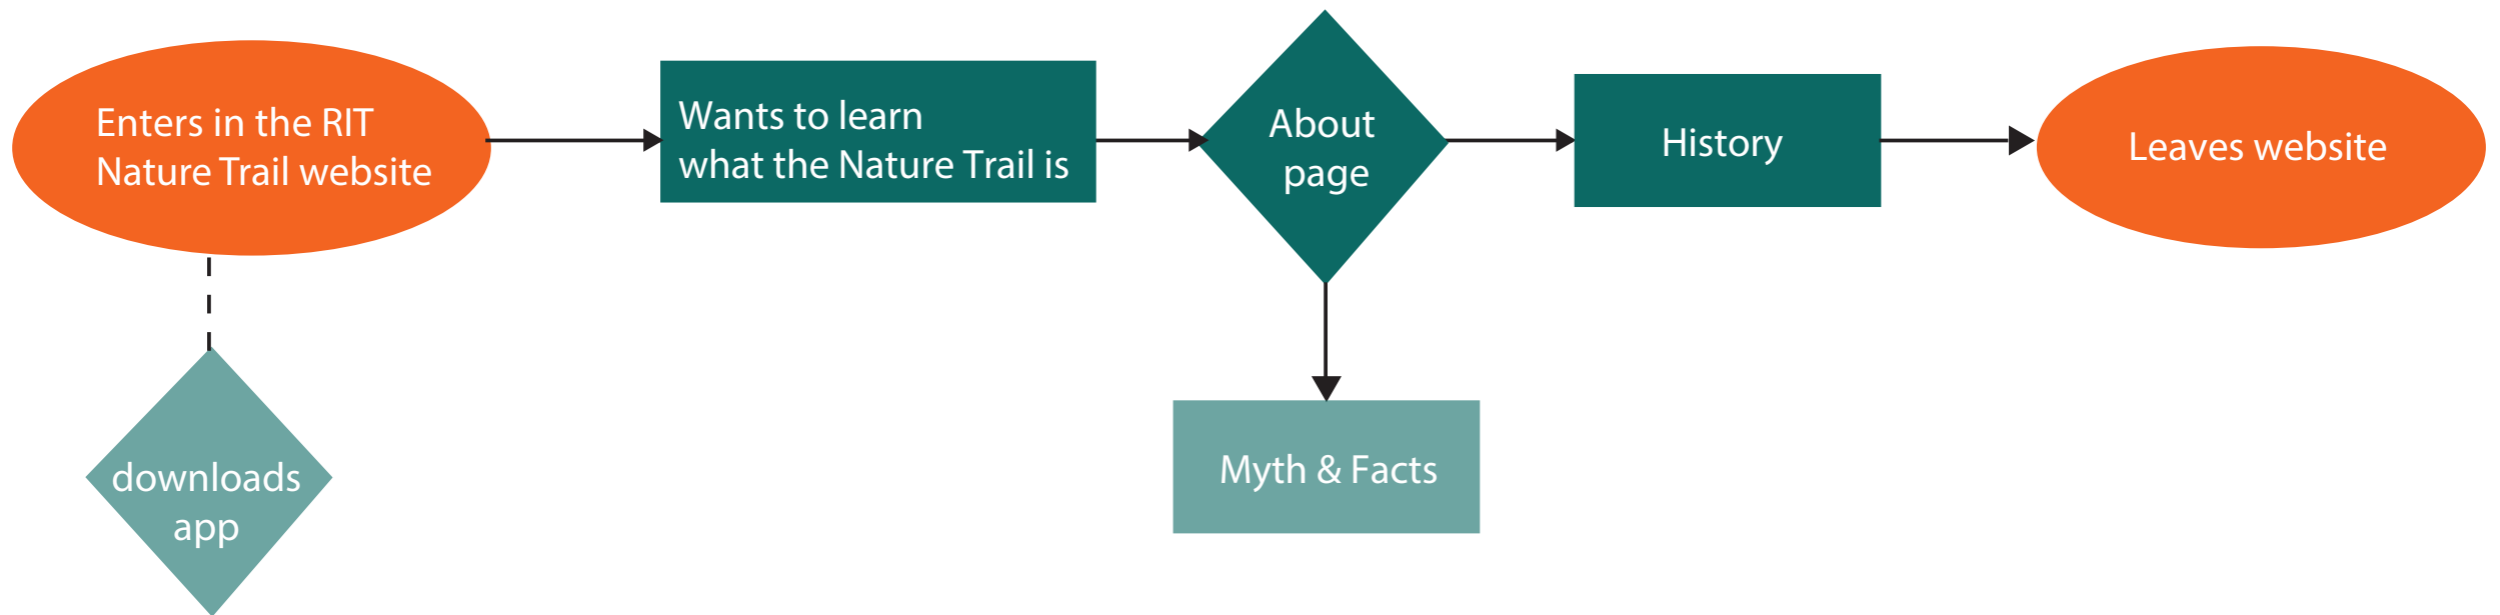 Enters in the RIT
Nature Trail website
Wants to learn
what the Nature Trail is
About
page
History
Leaves website
downloads
app
Myth & Facts